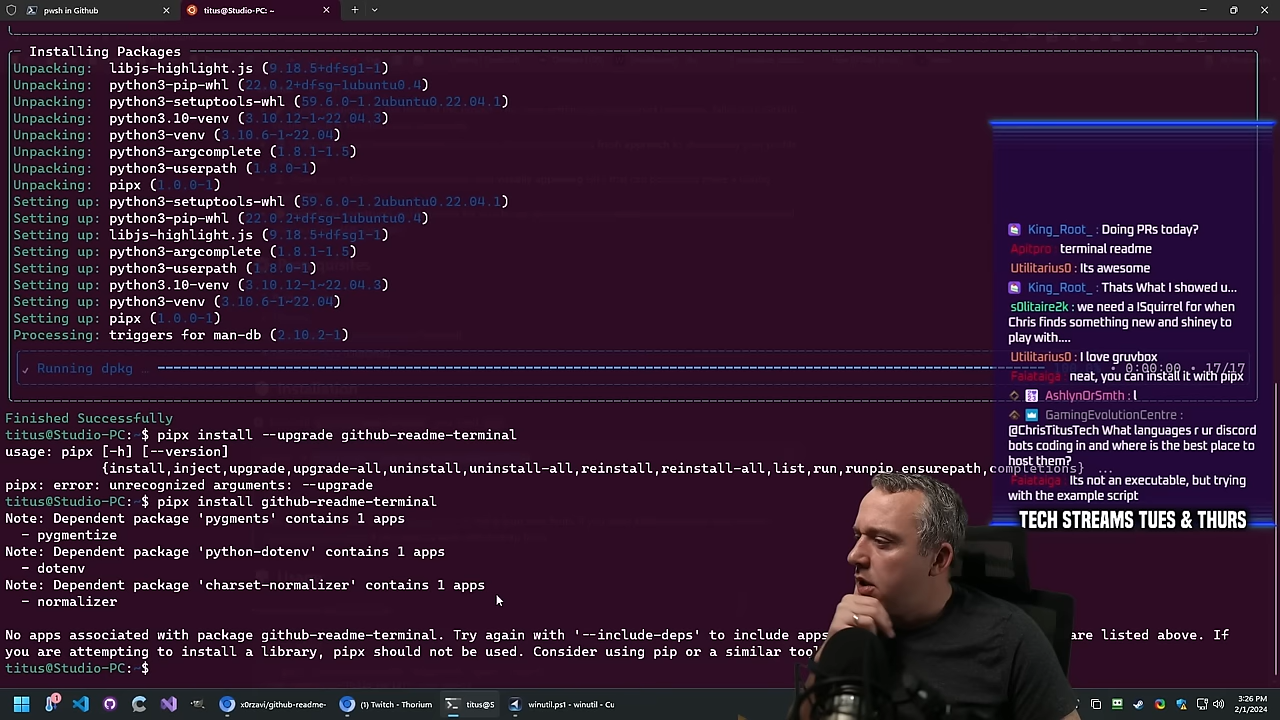 pwsh in Github
titus@Studio-PC: ~
Installing Packages
Unpacking: libjs-highlight.js (9.18.5+dfsg1-1)
Unpacking: python3-pip-whl (22.0.2+dfsg-1ubuntu0.4)
Unpacking: python3-setuptools-whl (59.6.0-1.2ubuntu0.22.04.1)
Unpacking: python3.10-venv (3.10.12-1~22.04.3)
Unpacking: python3-venv (3.10.6-1~22.04)
Unpacking: python3-argcomplete (1.8.1-1.5)
Unpacking: python3-userpath (1.8.0-1)
Unpacking: pipx (1.0.0-1)
Setting up: python3-setuptools-whl (59.6.0-1.2ubuntu0.22.04.1)
Setting up: python3-pip-whl (22.0.2+dfsg-1ubuntu0.4)
Setting up: libjs-highlight.js (9.18.5+dfsg1-1)
Setting up: python3-argcomplete (1.8.1-1.5)
Setting up: python3-userpath (1.8.0-1)
Setting up: python3.10-venv (3.10.12-1~22.04.3)
Setting up: python3-venv (3.10.6-1~22.04)
Setting up: pipx (1.0.0-1)
Processing: triggers for man-db (2.10.2-1)
✓ Running dpkg … 0:00:00 • 17/17
Finished Successfully
titus@Studio-PC:~$ pipx install --upgrade github-readme-terminal
usage: pipx [-h] [--version]
{install,inject,upgrade,upgrade-all,uninstall,uninstall-all,reinstall,reinstall-all,list,run,runpip,ensurepath,completions} ...
pipx: error: unrecognized arguments: --upgrade
titus@Studio-PC:~$ pipx install github-readme-terminal
Note: Dependent package 'pygments' contains 1 apps
- pygmentize
Note: Dependent package 'python-dotenv' contains 1 apps
- dotenv
Note: Dependent package 'charset-normalizer' contains 1 apps
- normalizer
No apps associated with package github-readme-terminal. Try again with '--include-deps' to include apps are listed above. If
you are attempting to install a library, pipx should not be used. Consider using pip or a similar tool
titus@Studio-PC:~$
King_Root_ : Doing PRs today?
Apitpro : terminal readme
Utilitarius0 : Its awesome
King_Root_ : Thats What I showed u...
s0litaire2k : we need a !Squirrel for when
Chris finds something new and shiney to
play with....
Utilitarius0 : I love gruvbox
Falataiga : neat, you can install it with pipx
AshlynOrSmth : l
GamingEvolutionCentre :
@ChrisTitusTech What languages r ur discord
bots coding in and where is the best place to
host them?
Falataiga : Its not an executable, but trying
with the example script
TECH STREAMS TUES & THURS
x0rzavi/github-readme-
(1) Twitch - Thorium
titus@S
winutil.ps1 - winutil - Cu
3:26 PM
2/1/2024